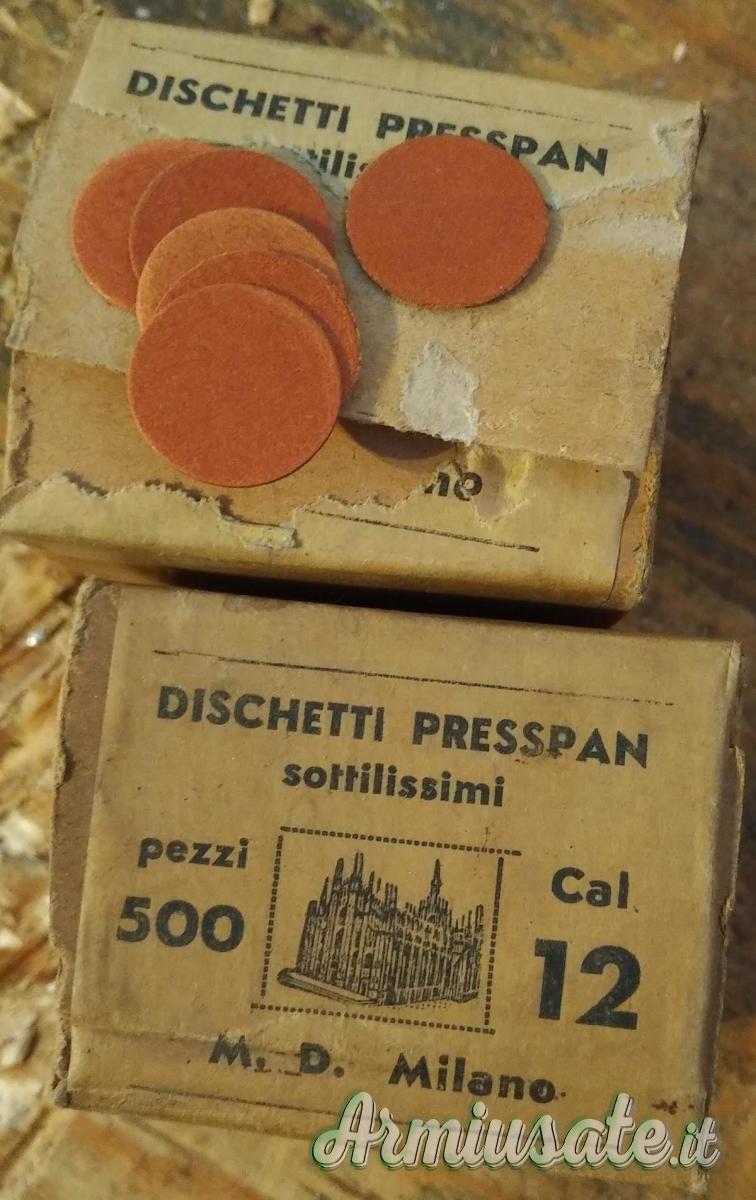 DISCHETTI PRESSPAN
DISCHETTI PRESSPAN
sottilissimi
pezzi
500
Cal
12
M. D. Milano
Armiusate.it